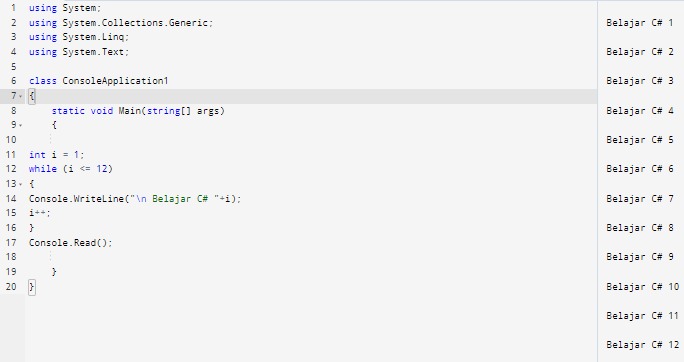 1 using System;
2 using System.Collections.Generic;
3 using System.Linq;
4 using System.Text;
5
6 class ConsoleApplication1
7 {
8 static void Main(string[] args)
9 {
10
11 int i = 1;
12 while (i <= 12)
13 {
14 Console.WriteLine("\n Belajar C# "+i);
15 i++;
16 }
17 Console.Read();
18
19 }
20 }
Belajar C# 1
Belajar C# 2
Belajar C# 3
Belajar C# 4
Belajar C# 5
Belajar C# 6
Belajar C# 7
Belajar C# 8
Belajar C# 9
Belajar C# 10
Belajar C# 11
Belajar C# 12